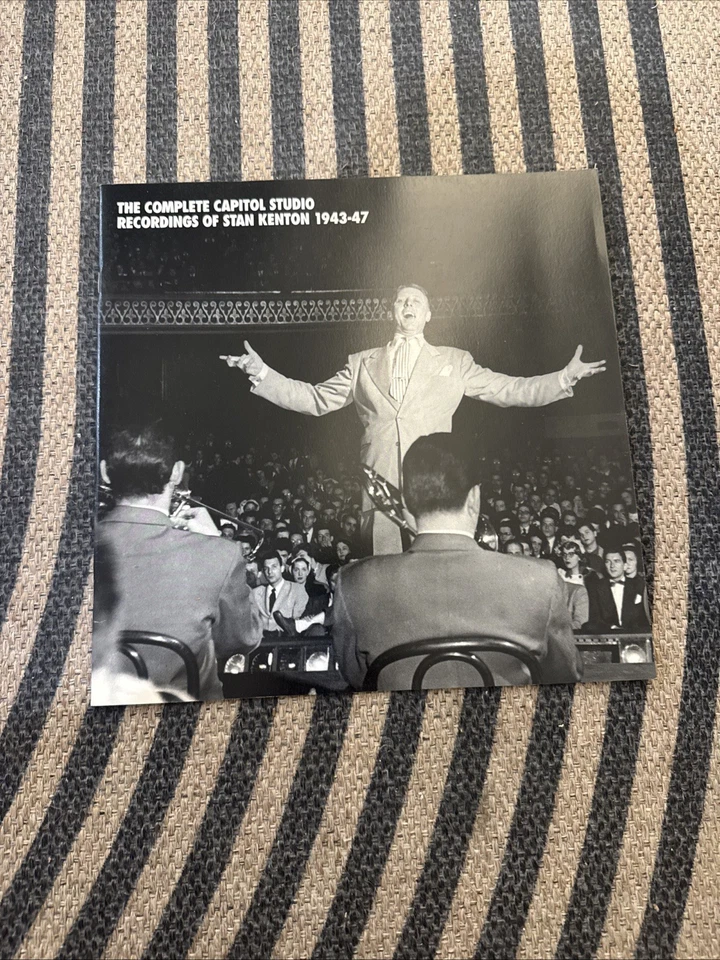 THE COMPLETE CAPITOL STUDIO
RECORDINGS OF STAN KENTON 1943-47